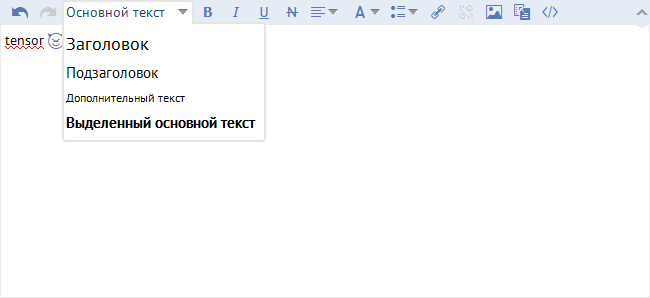 Основной текст B I U N A
tensor
Заголовок
Подзаголовок
Дополнительный текст
Выделенный основной текст